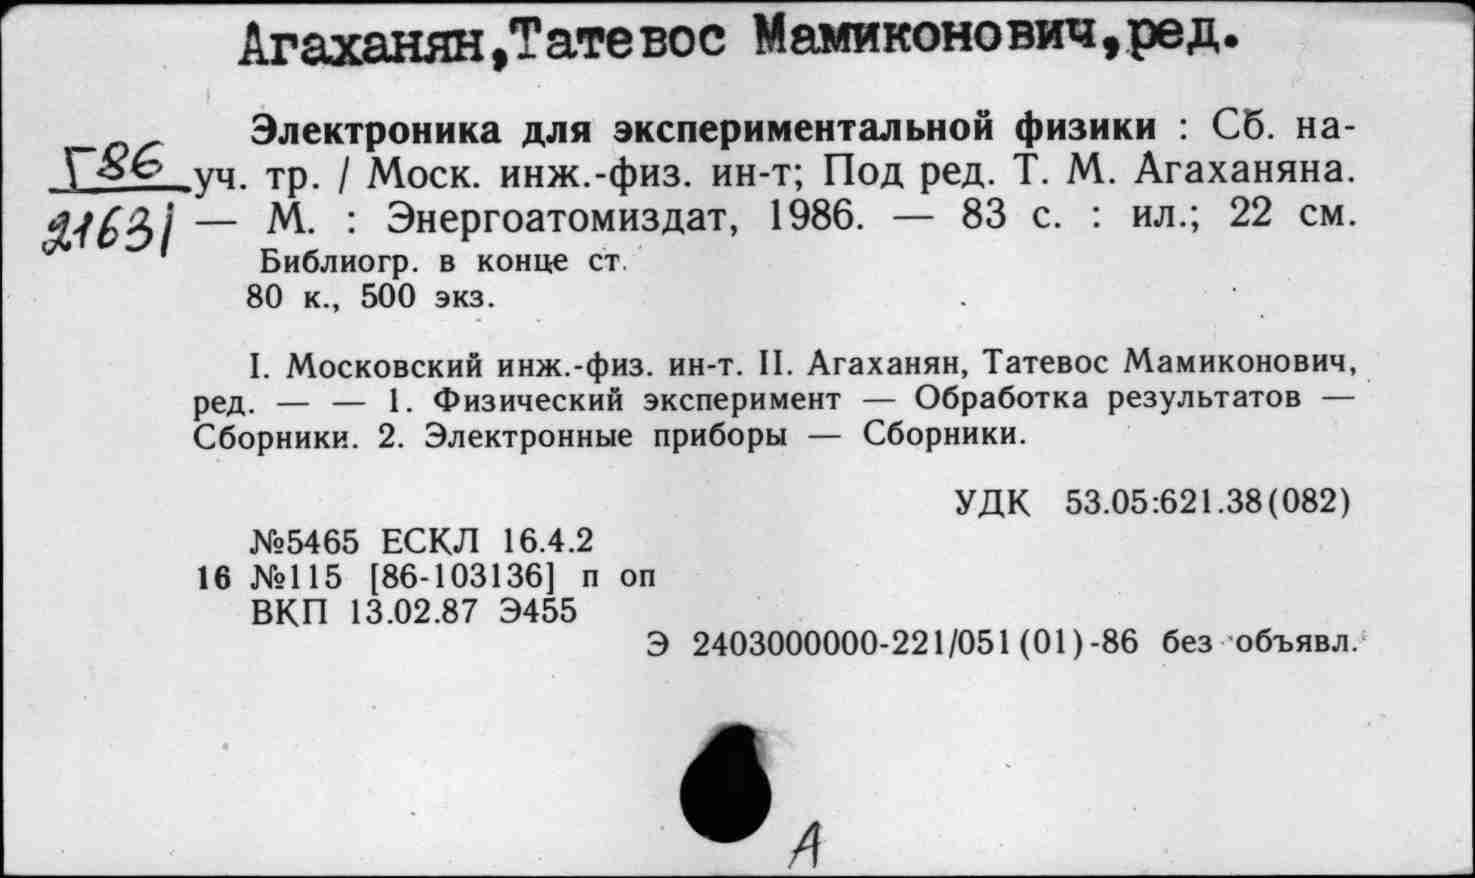 Агаханян,Татевос Мамиконович,ред.
Электроника для экспериментальной физики : Сб. на-
Г86 уч. тр. / Моск. инж.-физ. ин-т; Под ред. Т. М. Агаханяна.
21631 — М. : Энергоатомиздат, 1986. — 83 с. : ил.; 22 см.
Библиогр. в конце ст.
80 к., 500 экз.
I. Московский инж.-физ. ин-т. II. Агаханян, Татевос Мамиконович,
ред. — — 1. Физический эксперимент — Обработка результатов —
Сборники. 2. Электронные приборы — Сборники.
УДК 53.05:621.38(082)
№5465 ЕСКЛ 16.4.2
16 №115 [86-103136] п оп
ВКП 13.02.87 Э455
Э 2403000000-221/051(01)-86 без объявл.
А